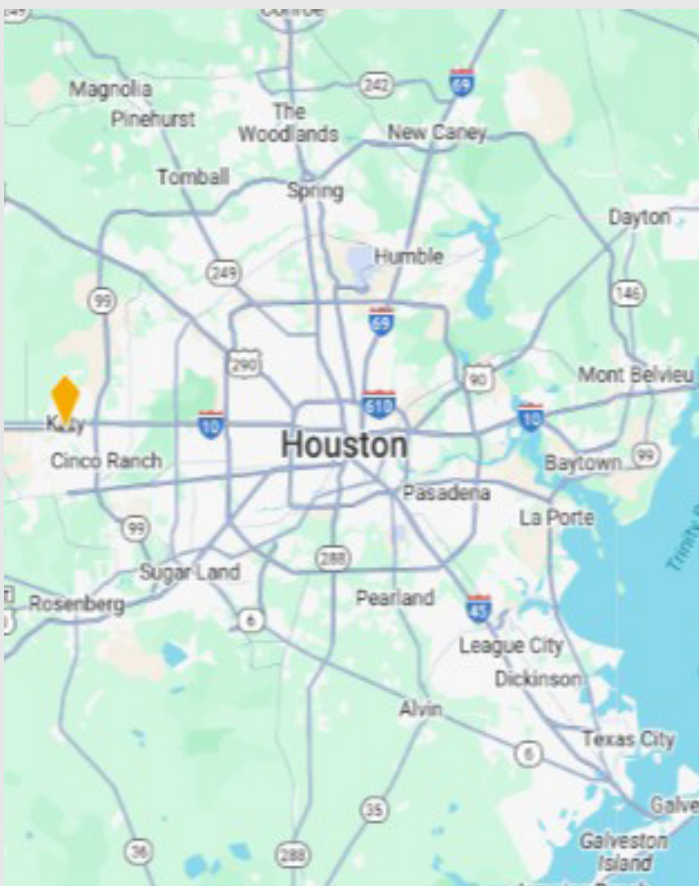 Conroe
69
242
Magnolia
Pinehurst
The
Woodlands
New Caney
Tomball
Spring
Dayton
Humble
249
99
146
69
290
90
Mont Belvieu
610
Katy
10
10
Houston
Cinco Ranch
Baytown
99
Pasadena
La Porte
99
288
Sugar Land
Rosenberg
Pearland
6
45
League City
Dickinson
Alvin
Texas City
6
Galve
35
Galveston
Island
36
288